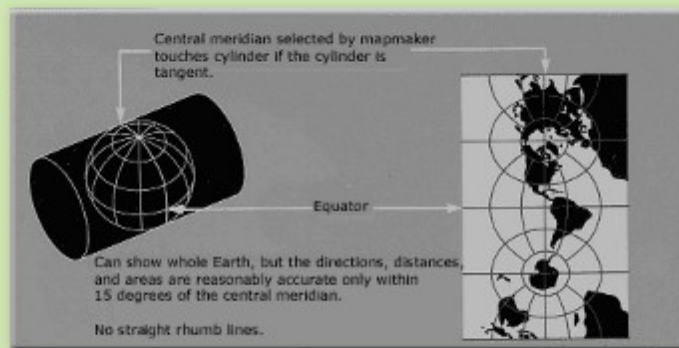 Central meridian selected by mapmaker
touches cylinder if the cylinder is
tangent.
Equator
Can show whole Earth, but the directions, distances,
and areas are reasonably accurate only within
15 degrees of the central meridian.
No straight rhumb lines.